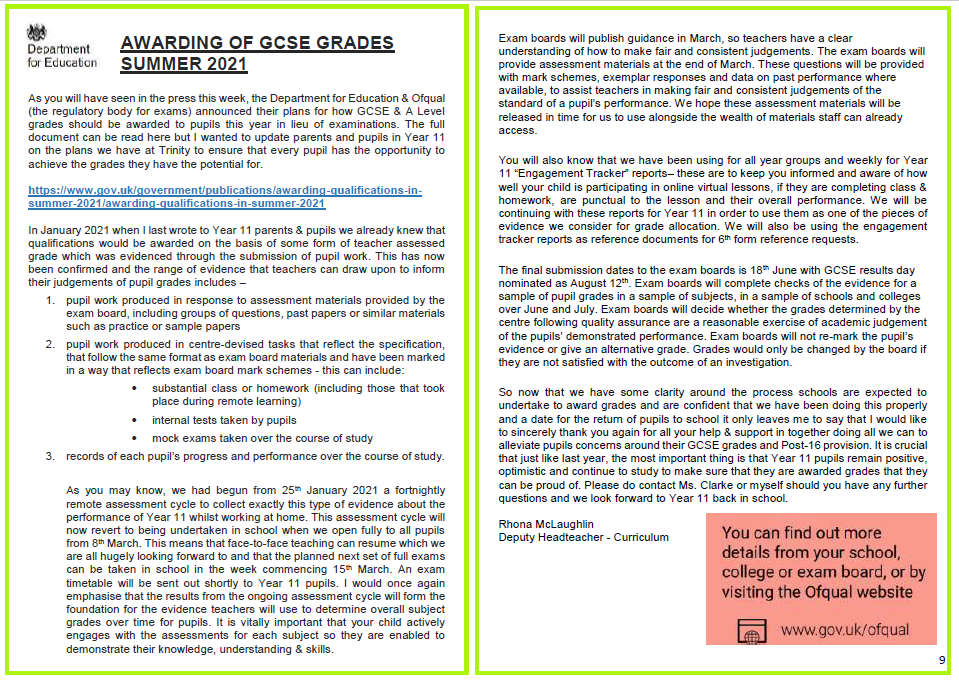 Department
for Education
AWARDING OF GCSE GRADES
SUMMER 2021
As you will have seen in the press this week, the Department for Education & Ofqual
(the regulatory body for exams) announced their plans for how GCSE & A Level
grades should be awarded to pupils this year in lieu of examinations. The full
document can be read here but I wanted to update parents and pupils in Year 11
on the plans we have at Trinity to ensure that every pupil has the opportunity to
achieve the grades they have the potential for.
https://www.gov.uk/government/publications/awarding-qualifications-in-
summer-2021/awarding-qualifications-in-summer-2021
In January 2021 when I last wrote to Year 11 parents & pupils we already knew that
qualifications would be awarded on the basis of some form of teacher assessed
grade which was evidenced through the submission of pupil work. This has now
been confirmed and the range of evidence that teachers can draw upon to inform
their judgements of pupil grades includes –
1. pupil work produced in response to assessment materials provided by the
exam board, including groups of questions, past papers or similar materials
such as practice or sample papers
2. pupil work produced in centre-devised tasks that reflect the specification,
that follow the same format as exam board materials and have been marked
in a way that reflects exam board mark schemes - this can include:
• substantial class or homework (including those that took
place during remote learning)
• internal tests taken by pupils
• mock exams taken over the course of study
3. records of each pupil's progress and performance over the course of study.
As you may know, we had begun from 25th January 2021 a fortnightly
remote assessment cycle to collect exactly this type of evidence about the
performance of Year 11 whilst working at home. This assessment cycle will
now revert to being undertaken in school when we open fully to all pupils
from 8th March. This means that face-to-face teaching can resume which we
are all hugely looking forward to and that the planned next set of full exams
can be taken in school in the week commencing 15th March. An exam
timetable will be sent out shortly to Year 11 pupils. I would once again
emphasise that the results from the ongoing assessment cycle will form the
foundation for the evidence teachers will use to determine overall subject
grades over time for pupils. It is vitally important that your child actively
engages with the assessments for each subject so they are enabled to
demonstrate their knowledge, understanding & skills.
Exam boards will publish guidance in March, so teachers have a clear
understanding of how to make fair and consistent judgements. The exam boards will
provide assessment materials at the end of March. These questions will be provided
with mark schemes, exemplar responses and data on past performance where
available, to assist teachers in making fair and consistent judgements of the
standard of a pupil's performance. We hope these assessment materials will be
released in time for us to use alongside the wealth of materials staff can already
access.
You will also know that we have been using for all year groups and weekly for Year
11 "Engagement Tracker" reports– these are to keep you informed and aware of how
well your child is participating in online virtual lessons, if they are completing class &
homework, are punctual to the lesson and their overall performance. We will be
continuing with these reports for Year 11 in order to use them as one of the pieces of
evidence we consider for grade allocation. We will also be using the engagement
tracker reports as reference documents for 6th form reference requests.
The final submission dates to the exam boards is 18th June with GCSE results day
nominated as August 12th. Exam boards will complete checks of the evidence for a
sample of pupil grades in a sample of subjects, in a sample of schools and colleges
over June and July. Exam boards will decide whether the grades determined by the
centre following quality assurance are a reasonable exercise of academic judgement
of the pupils' demonstrated performance. Exam boards will not re-mark the pupil's
evidence or give an alternative grade. Grades would only be changed by the board if
they are not satisfied with the outcome of an investigation.
So now that we have some clarity around the process schools are expected to
undertake to award grades and are confident that we have been doing this properly
and a date for the return of pupils to school it only leaves me to say that I would like
to sincerely thank you again for all your help & support in together doing all we can to
alleviate pupils concerns around their GCSE grades and Post-16 provision. It is crucial
that just like last year, the most important thing is that Year 11 pupils remain positive,
optimistic and continue to study to make sure that they are awarded grades that they
can be proud of. Please do contact Ms. Clarke or myself should you have any further
questions and we look forward to Year 11 back in school.
Rhona McLaughlin
Deputy Headteacher - Curriculum
You can find out more
details from your school,
college or exam board, or by
visiting the Ofqual website
www.gov.uk/ofqual
9